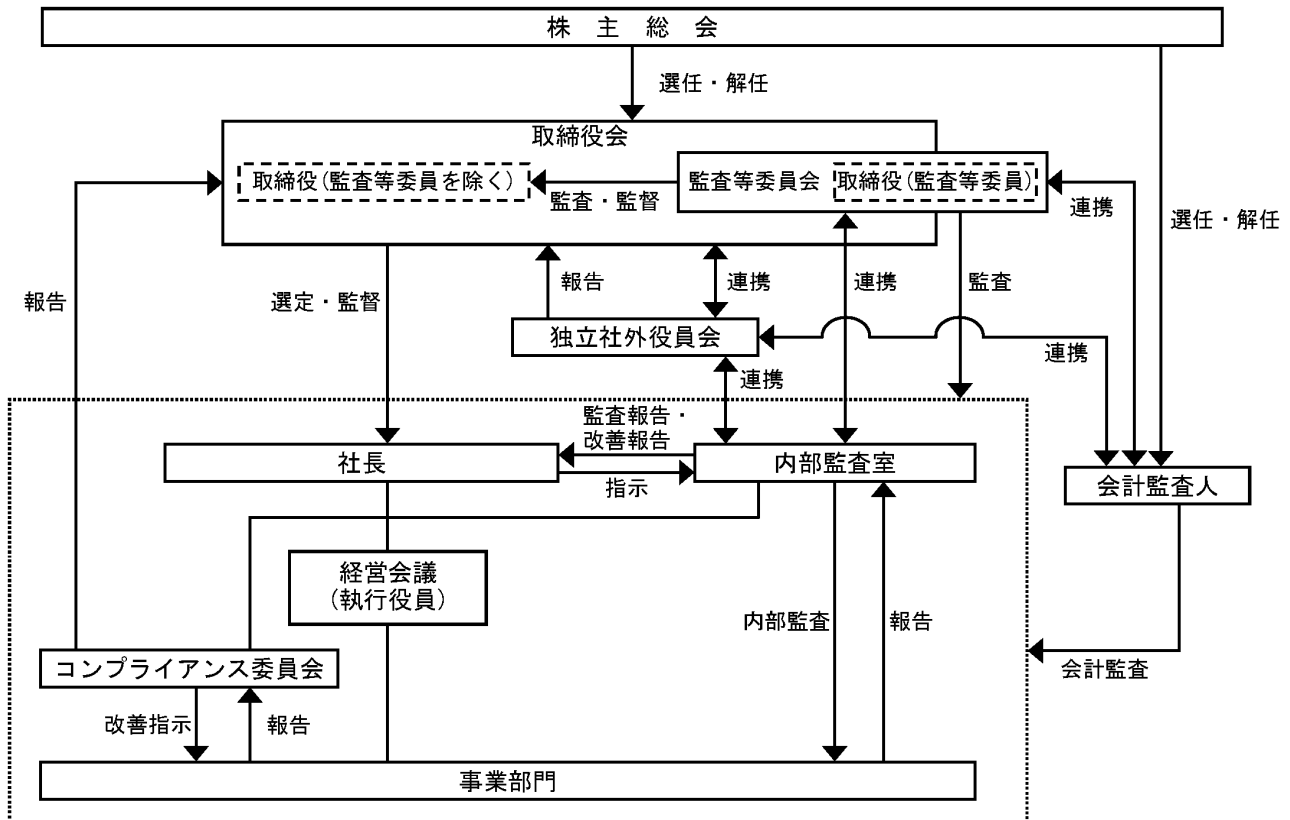 株 主 総 会
選任・解任
取締役会
取締役(監査等委員を除く)
監査等委員会
取締役(監査等委員)
監査・監督
連携
選任・解任
報告
選定・監督
報告
連携
連携
監査
独立社外役員会
連携
連携
監査報告・
改善報告
社長
内部監査室
指示
会計監査人
経営会議
(執行役員)
内部監査
報告
コンプライアンス委員会
会計監査
改善指示
報告
事業部門